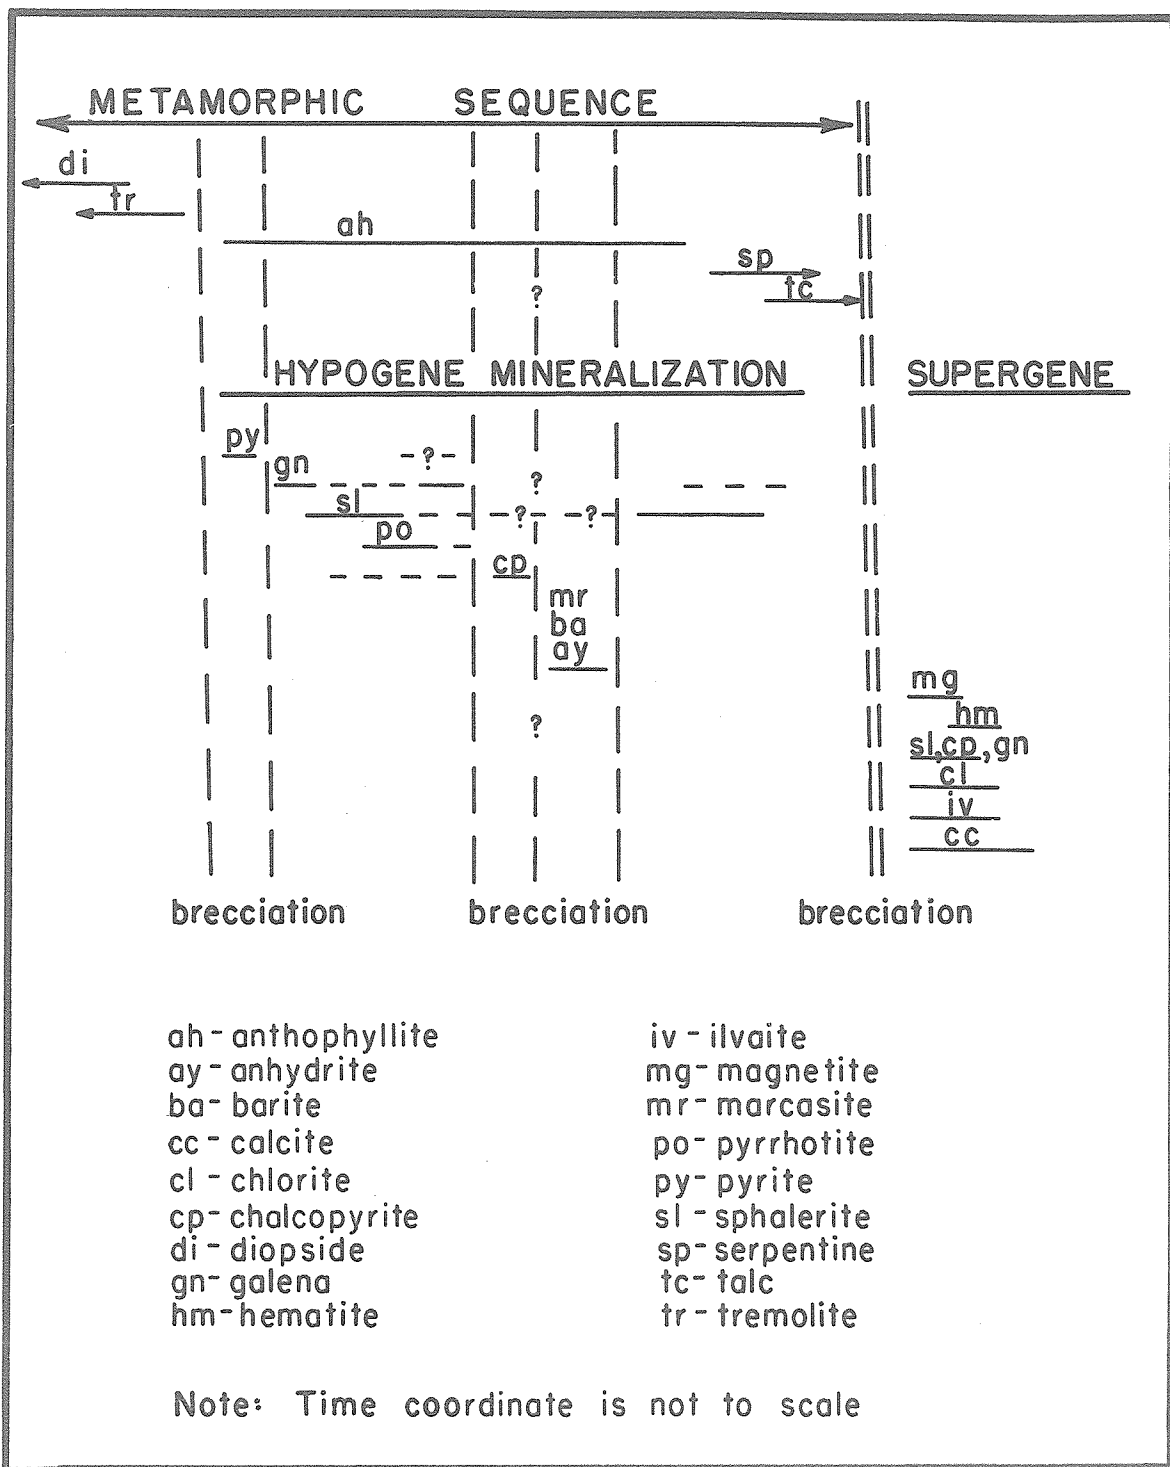 METAMORPHIC SEQUENCE
di
tr
ah
sp
tc
?
HYPOGENE MINERALIZATION SUPERGENE
py
-?-
gn
?
sl
-?- -?-
po
cp
mr
ba
ay
mg
hm
?
sl,cp,gn
cl
iv
cc
brecciation brecciation brecciation
ah-anthophyllite iv-ilvaite
ay-anhydrite mg-magnetite
ba-barite mr-marcasite
cc-calcite po-pyrrhotite
cl-chlorite py-pyrite
cp-chalcopyrite sl-sphalerite
di-diopside sp-serpentine
gn-galena tc-talc
hm-hematite tr-tremolite
Note: Time coordinate is not to scale